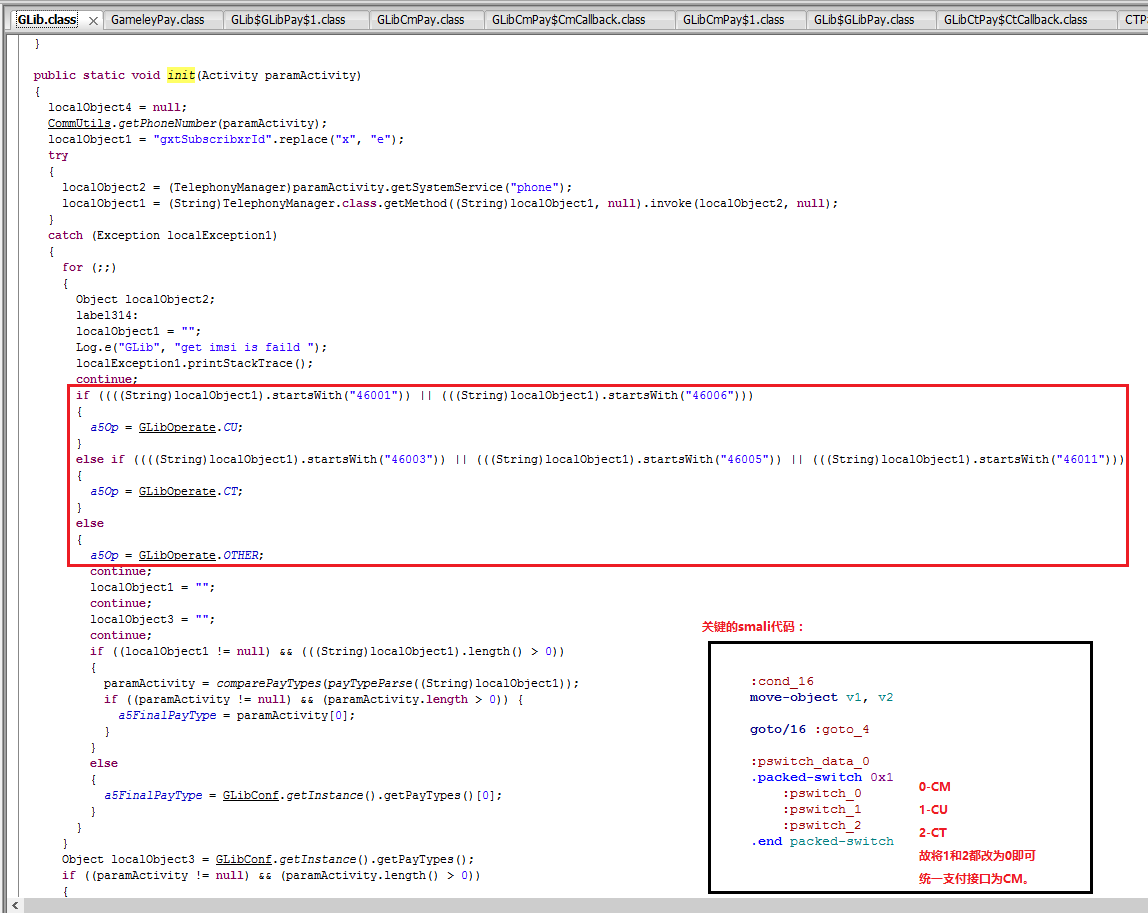 GLib.class GameleyPay.class GLib$GLibPay$1.class GLibCmPay.class GLibCmPay$CmCallback.class GLibCmPay$1.class GLib$GLibPay.class GLibCtPay$CtCallback.class CTP
}
public static void init(Activity paramActivity)
{
localObject4 = null;
CommUtils.getPhoneNumber(paramActivity);
localObject1 = "gxtSubscribxrId".replace("x", "e");
try
{
localObject2 = (TelephonyManager)paramActivity.getSystemService("phone");
localObject1 = (String)TelephonyManager.class.getMethod((String)localObject1, null).invoke(localObject2, null);
}
catch (Exception localException1)
{
for (;;)
{
Object localObject2;
label314:
localObject1 = "";
Log.e("GLib", "get imsi is faild ");
localException1.printStackTrace();
continue;
if ((((String)localObject1).startsWith("46001")) || (((String)localObject1).startsWith("46006")))
{
a5Op = GLibOperate.CU;
}
else if ((((String)localObject1).startsWith("46003")) || (((String)localObject1).startsWith("46005")) || (((String)localObject1).startsWith("46011")))
{
a5Op = GLibOperate.CT;
}
else
{
a5Op = GLibOperate.OTHER;
continue;
localObject1 = "";
continue;
localObject3 = "";
continue;
if ((localObject1 != null) && (((String)localObject1).length() > 0))
{
paramActivity = comparePayTypes(payTypeParse((String)localObject1));
if ((paramActivity != null) && (paramActivity.length > 0)) {
a5FinalPayType = paramActivity[0];
}
}
else
{
a5FinalPayType = GLibConf.getInstance().getPayTypes()[0];
}
}
}
Object localObject3 = GLibConf.getInstance().getPayTypes();
if ((paramActivity != null) && (paramActivity.length() > 0))
{
关键的smali代码：
:cond_16
move-object v1, v2
goto/16 :goto_4
:pswitch_data_0
.packed-switch 0x1
:pswitch_0
:pswitch_1
:pswitch_2
.end packed-switch
0-CM
1-CU
2-CT
故将1和2都改为0即可
统一支付接口为CM。